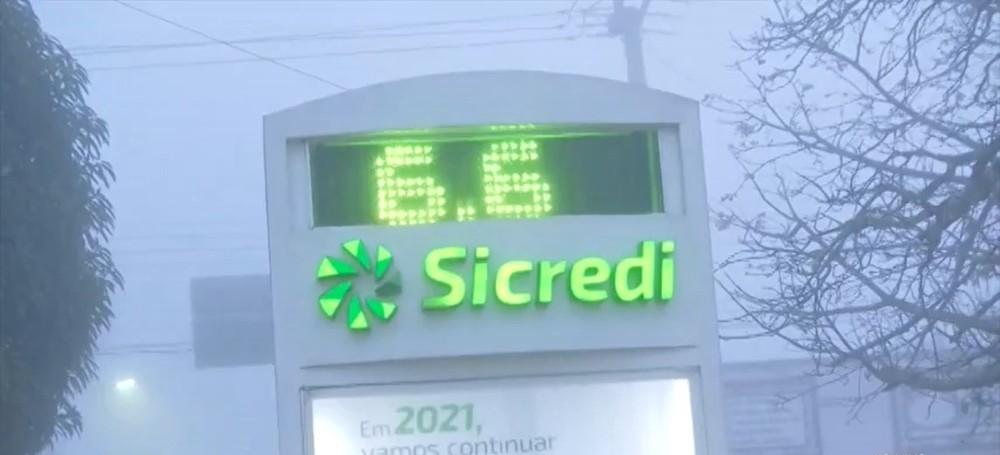 6.6
Sicredi
Em 2021,
vamos continuar